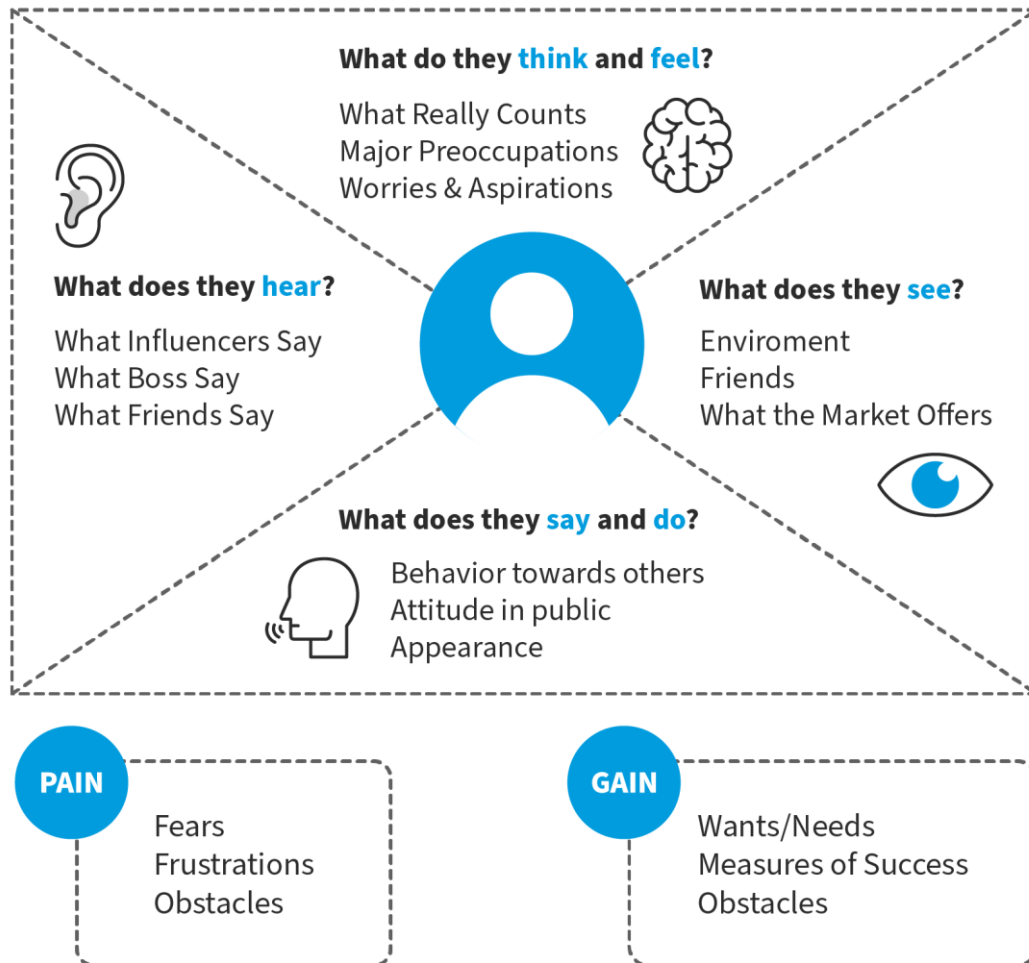 What do they think and feel?
What Really Counts
Major Preoccupations
Worries & Aspirations
What does they hear?
What Influencers Say
What Boss Say
What Friends Say
What does they see?
Enviroment
Friends
What the Market Offers
What does they say and do?
Behavior towards others
Attitude in public
Appearance
PAIN
Fears
Frustrations
Obstacles
GAIN
Wants/Needs
Measures of Success
Obstacles